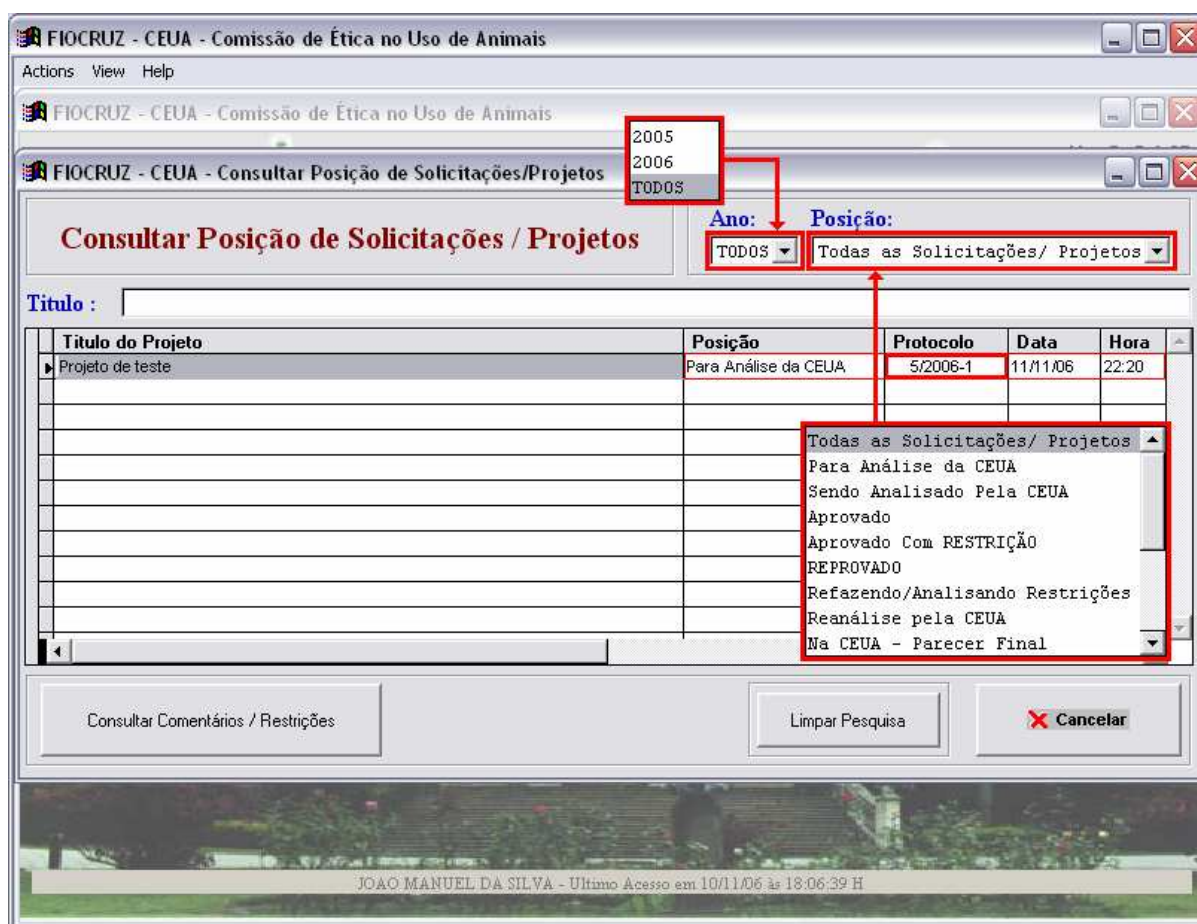 FIOCRUZ - CEUA - Comissão de Ética no Uso de Animais
Actions View Help
FIOCRUZ - CEUA - Comissão de Ética no Uso de Animais
2005
2006
TODOS
FIOCRUZ - CEUA - Consultar Posição de Solicitações/Projetos
Consultar Posição de Solicitações / Projetos
Ano: Posição:
TODOS Todas as Solicitações/ Projetos
Titulo :
Titulo do Projeto Posição Protocolo Data Hora
Projeto de teste Para Análise da CEUA 5/2006-1 11/11/06 22:20
Todas as Solicitações/ Projetos
Para Análise da CEUA
Sendo Analisado Pela CEUA
Aprovado
Aprovado Com RESTRIÇÃO
REPROVADO
Refazendo/Analisando Restrições
Reanálise pela CEUA
Na CEUA - Parecer Final
Consultar Comentários / Restrições Limpar Pesquisa Cancelar
JOAO MANUEL DA SILVA - Ultimo Acesso em 10/11/06 às 18:06:39 H